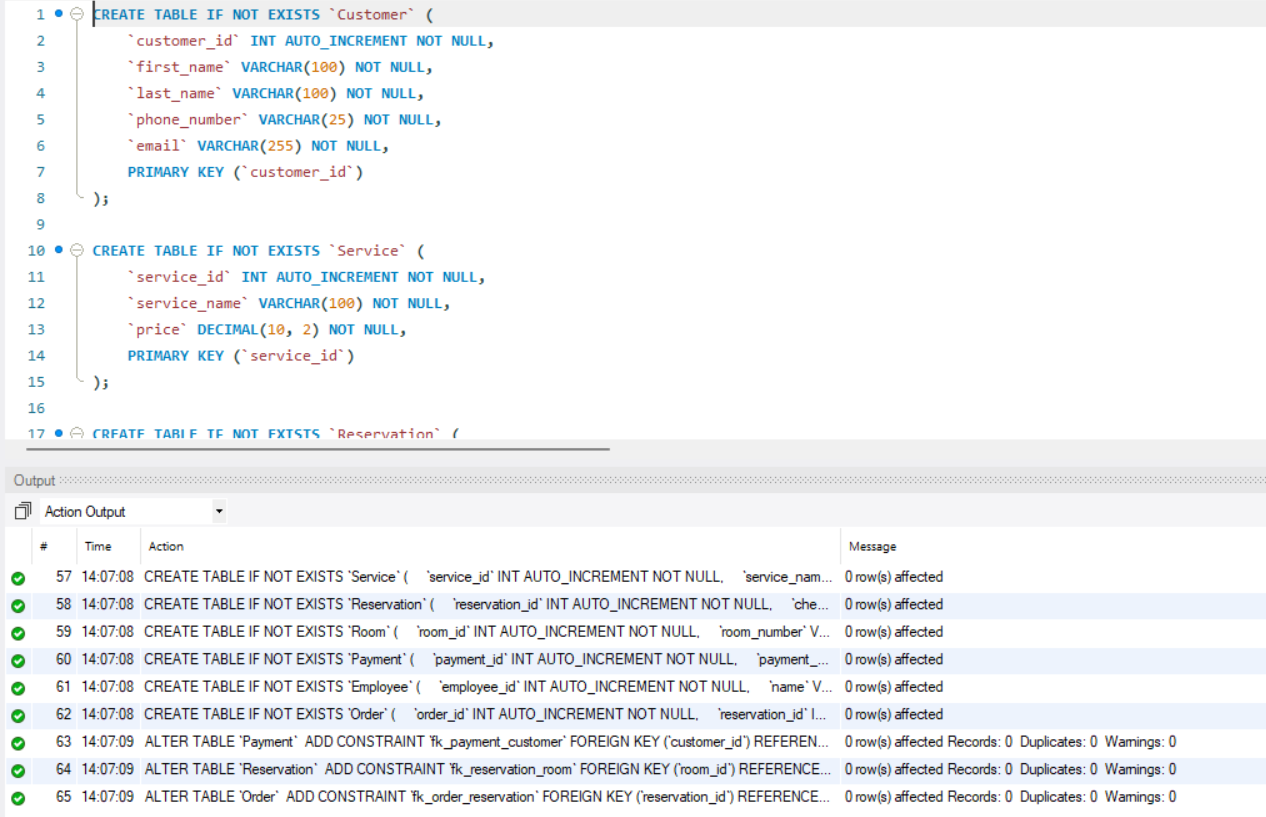 1 CREATE TABLE IF NOT EXISTS `Customer` (
2 `customer_id` INT AUTO_INCREMENT NOT NULL,
3 `first_name` VARCHAR(100) NOT NULL,
4 `last_name` VARCHAR(100) NOT NULL,
5 `phone_number` VARCHAR(25) NOT NULL,
6 `email` VARCHAR(255) NOT NULL,
7 PRIMARY KEY (`customer_id`)
8 );
9
10 CREATE TABLE IF NOT EXISTS `Service` (
11 `service_id` INT AUTO_INCREMENT NOT NULL,
12 `service_name` VARCHAR(100) NOT NULL,
13 `price` DECIMAL(10, 2) NOT NULL,
14 PRIMARY KEY (`service_id`)
15 );
16
17 CREATE TABLE IF NOT EXISTS `Reservation` (
Output
Action Output
# Time Action Message
57 14:07:08 CREATE TABLE IF NOT EXISTS `Service` ( `service_id` INT AUTO_INCREMENT NOT NULL, `service_nam... 0 row(s) affected
58 14:07:08 CREATE TABLE IF NOT EXISTS `Reservation` ( `reservation_id` INT AUTO_INCREMENT NOT NULL, `che... 0 row(s) affected
59 14:07:08 CREATE TABLE IF NOT EXISTS `Room` ( `room_id` INT AUTO_INCREMENT NOT NULL, `room_number` V... 0 row(s) affected
60 14:07:08 CREATE TABLE IF NOT EXISTS `Payment` ( `payment_id` INT AUTO_INCREMENT NOT NULL, `payment_... 0 row(s) affected
61 14:07:08 CREATE TABLE IF NOT EXISTS `Employee` ( `employee_id` INT AUTO_INCREMENT NOT NULL, `name` V... 0 row(s) affected
62 14:07:08 CREATE TABLE IF NOT EXISTS `Order` ( `order_id` INT AUTO_INCREMENT NOT NULL, `reservation_id` I... 0 row(s) affected
63 14:07:09 ALTER TABLE `Payment` ADD CONSTRAINT `fk_payment_customer` FOREIGN KEY (`customer_id`) REFEREN... 0 row(s) affected Records: 0 Duplicates: 0 Warnings: 0
64 14:07:09 ALTER TABLE `Reservation` ADD CONSTRAINT `fk_reservation_room` FOREIGN KEY (`room_id`) REFERENCE... 0 row(s) affected Records: 0 Duplicates: 0 Warnings: 0
65 14:07:09 ALTER TABLE `Order` ADD CONSTRAINT `fk_order_reservation` FOREIGN KEY (`reservation_id`) REFERENCE... 0 row(s) affected Records: 0 Duplicates: 0 Warnings: 0